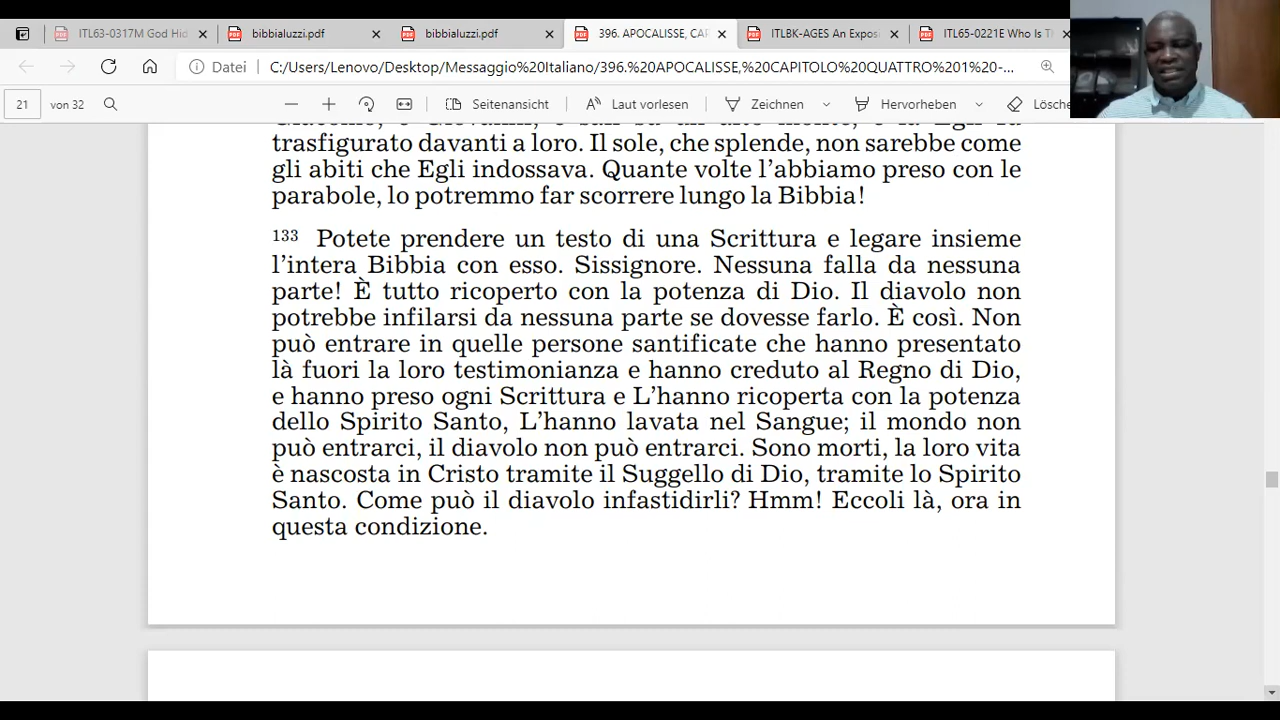 ITL63-0317M God Hid
bibbialuzzi.pdf
bibbialuzzi.pdf
396. APOCALISSE, CAP
ITLBK-AGES An Expos
ITL65-0221E Who Is Th
Datei
C:/Users/Lenovo/Desktop/Messaggio%20Italiano/396.%20APOCALISSE,%20CAPITOLO%20QUATTRO%201%20-...
21 von 32
Seitenansicht
Laut vorlesen
Zeichnen
Hervorheben
Lösche
trasfigurato davanti a loro. Il sole, che splende, non sarebbe come
gli abiti che Egli indossava. Quante volte l’abbiamo preso con le
parabole, lo potremmo far scorrere lungo la Bibbia!
133 Potete prendere un testo di una Scrittura e legare insieme
l’intera Bibbia con esso. Sissignore. Nessuna falla da nessuna
parte! È tutto ricoperto con la potenza di Dio. Il diavolo non
potrebbe infilarsi da nessuna parte se dovesse farlo. È così. Non
può entrare in quelle persone santificate che hanno presentato
là fuori la loro testimonianza e hanno creduto al Regno di Dio,
e hanno preso ogni Scrittura e L’hanno ricoperta con la potenza
dello Spirito Santo, L’hanno lavata nel Sangue; il mondo non
può entrarci, il diavolo non può entrarci. Sono morti, la loro vita
è nascosta in Cristo tramite il Suggello di Dio, tramite lo Spirito
Santo. Come può il diavolo infastidirli? Hmm! Eccoli là, ora in
questa condizione.